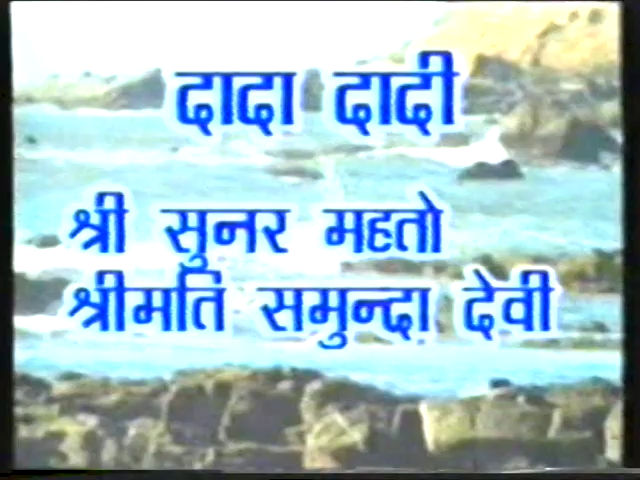 दादा दादी
श्री सुनर महतो
श्रीमति समुन्दा देवी